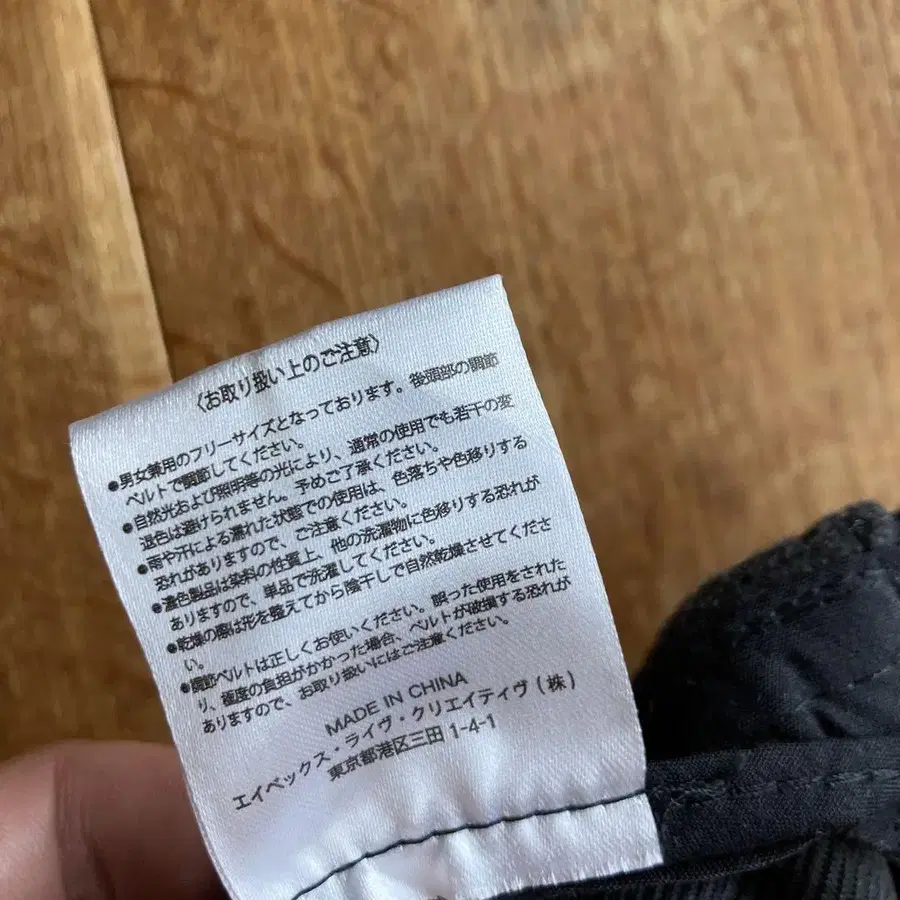 〈お取り扱い上のご注意〉
●男女兼用のフリーサイズとなっております。後頭部の調節
ベルトで調節してください。
●自然光および照明等の光により、通常の使用でも若干の変
退色は避けられません。予めご了承ください。
●雨や汗による濡れた状態での使用は、色落ちや色移りする
恐れがありますので、ご注意ください。
●濃色製品は染料の性質上、他の洗濯物に色移りする恐れが
ありますので、単品で洗濯してください。
●乾燥の際は形を整えてから陰干しで自然乾燥させてくださ
い。
●調節ベルトは正しくお使いください。誤った使用をされた
り、極度の負担がかかった場合、ベルトが破損する恐れが
ありますので、お取り扱いにはご注意ください。
MADE IN CHINA
エイベックス・ライヴ・クリエイティヴ(株)
東京都港区三田1-4-1